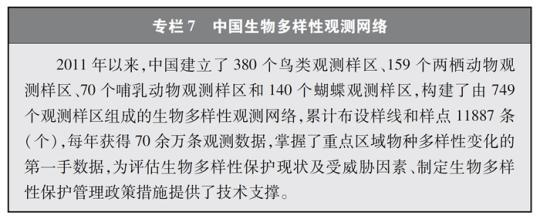 专栏 7 中国生物多样性观测网络
2011 年以来,中国建立了 380 个鸟类观测样区、159 个两栖动物观
测样区、70 个哺乳动物观测样区和 140 个蝴蝶观测样区,构建了由 749
个观测样区组成的生物多样性观测网络,累计布设样线和样点 11887 条
(个),每年获得 70 余万条观测数据,掌握了重点区域物种多样性变化的
第一手数据,为评估生物多样性保护现状及受威胁因素、制定生物多样
性保护管理政策措施提供了技术支撑。